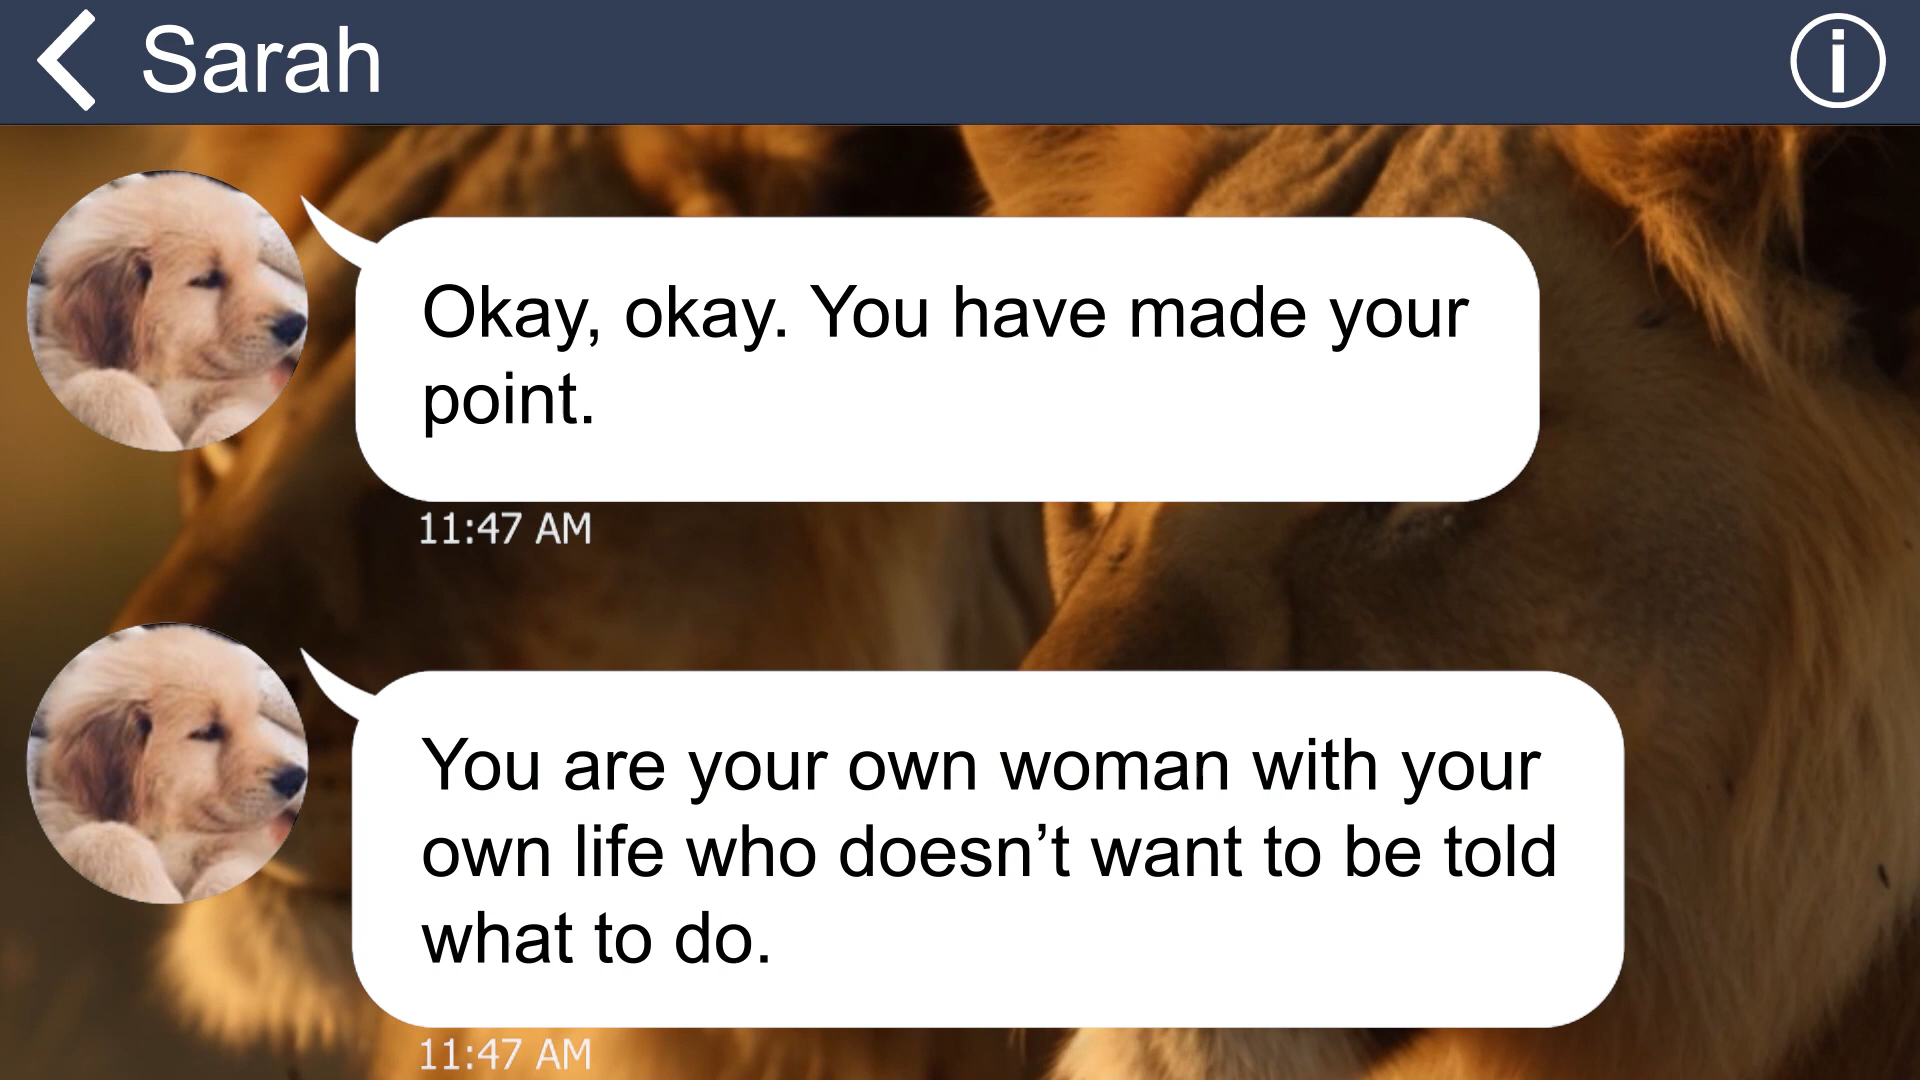 Sarah
Okay, okay. You have made your
point.
11:47 AM
You are your own woman with your
own life who doesn’t want to be told
what to do.
11:47 AM